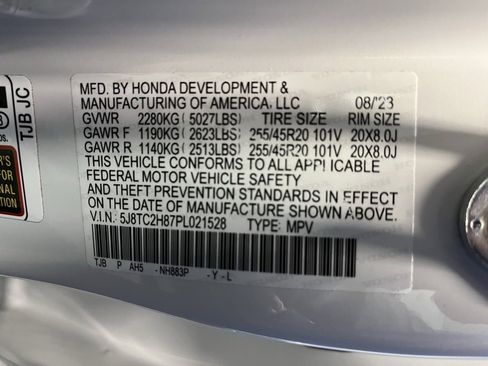 MFD. BY HONDA DEVELOPMENT &
MANUFACTURING OF AMERICA, LLC 08/'23
GVWR 2280KG ( 5027LBS) TIRE SIZE RIM SIZE
GAWR F 1190KG ( 2623LBS) 255/45R20 101V 20X8.0J
GAWR R 1140KG ( 2513LBS) 255/45R20 101V 20X8.0J
THIS VEHICLE CONFORMS TO ALL APPLICABLE
FEDERAL MOTOR VEHICLE SAFETY
AND THEFT PREVENTION STANDARDS IN EFFECT
ON THE DATE OF MANUFACTURE SHOWN ABOVE.
V.I.N.: 5J8TC2H87PL021528 TYPE: MPV
TJB P AH5 - NH883P - Y - L
TJB JC